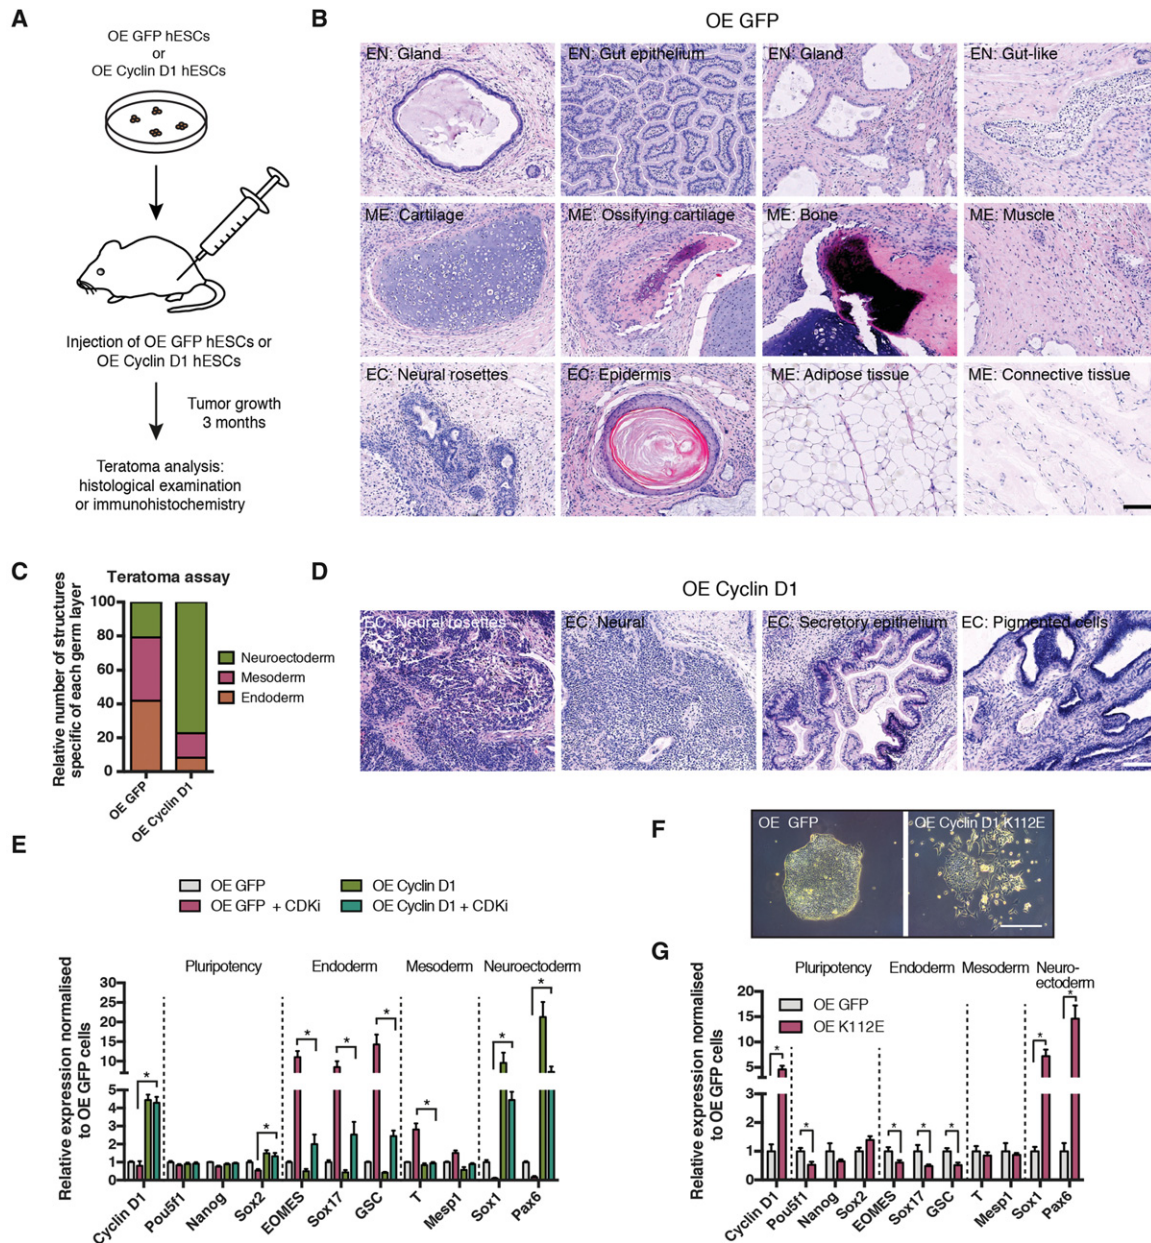 A
OE GFP hESCs
or
OE Cyclin D1 hESCs
Injection of OE GFP hESCs or
OE Cyclin D1 hESCs
Tumor growth
3 months
Teratoma analysis:
histological examination
or immunohistochemistry
B
OE GFP
EN: Gland
EN: Gut epithelium
EN: Gland
EN: Gut-like
ME: Cartilage
ME: Ossifying cartilage
ME: Bone
ME: Muscle
EC: Neural rosettes
EC: Epidermis
ME: Adipose tissue
ME: Connective tissue
C
Teratoma assay
Relative number of structures
specific of each germ layer
100
80
60
40
20
0
OE GFP
OE Cyclin D1
Neuroectoderm
Mesoderm
Endoderm
D
OE Cyclin D1
EC: Neural rosettes
EC: Neural
EC: Secretory epithelium
EC: Pigmented cells
E
OE GFP
OE GFP + CDKi
OE Cyclin D1
OE Cyclin D1 + CDKi
Relative expression normalised
to OE GFP cells
Pluripotency
Endoderm
Mesoderm
Neuroectoderm
30
25
20
15
10
5
4
3
2
1
0
* * * * * * * *
Cyclin D1
Pou5f1
Nanog
Sox2
EOMES
Sox17
GSC
T
Mesp1
Sox1
Pax6
F
OE GFP
OE Cyclin D1 K112E
G
Relative expression normalised
to OE GFP cells
Pluripotency
Endoderm
Mesoderm
Neuro-
ectoderm
OE GFP
OE K112E
20
15
10
5
2
1
0
* * * * * * *
Cyclin D1
Pou5f1
Nanog
Sox2
EOMES
Sox17
GSC
T
Mesp1
Sox1
Pax6